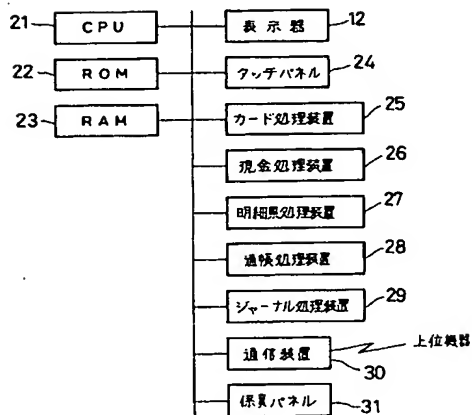 21 CPU 表示器 12
22 ROM タッチパネル 24
23 RAM カード処理装置 25
現金処理装置 26
明細票処理装置 27
通帳処理装置 28
ジャーナル処理装置 29
通信装置 30 上位機器
係員パネル 31